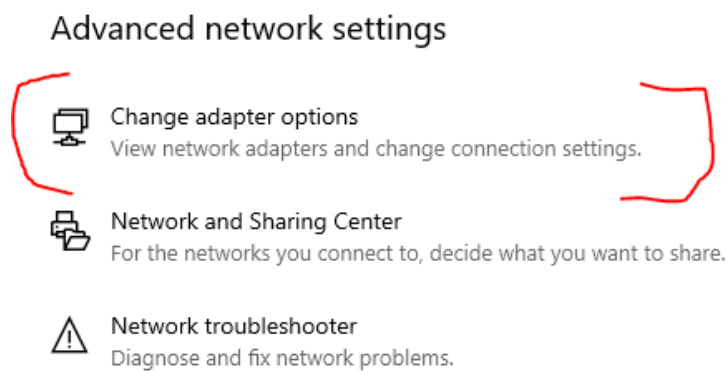 Advanced network settings
Change adapter options
View network adapters and change connection settings.
Network and Sharing Center
For the networks you connect to, decide what you want to share.
Network troubleshooter
Diagnose and fix network problems.